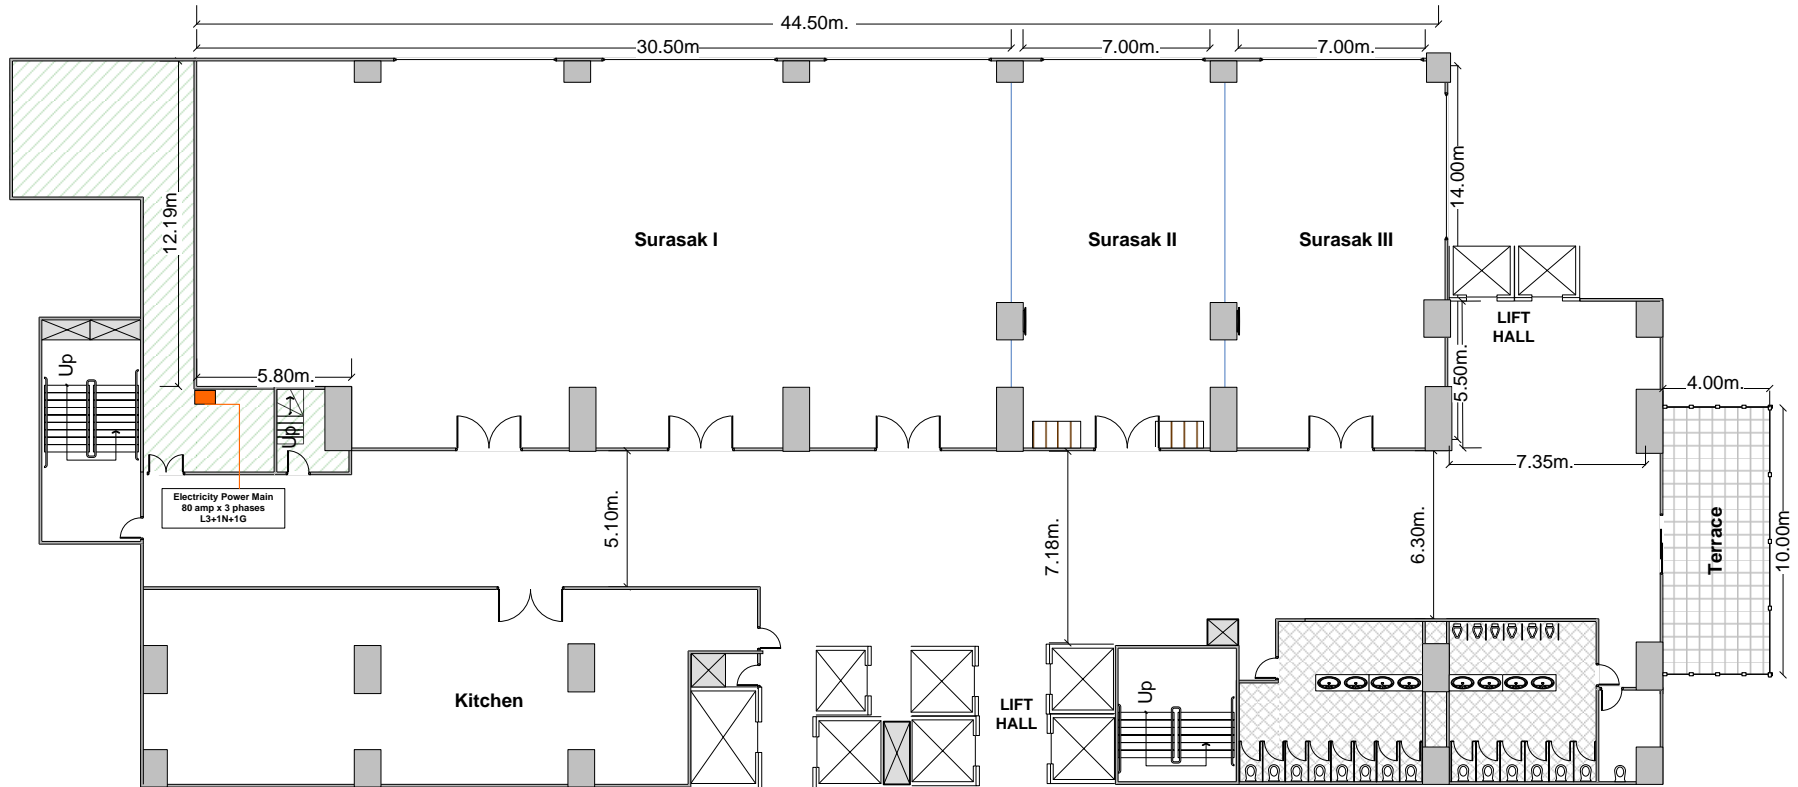 44.50m.
30.50m
7.00m.
7.00m.
12.19m
14.00m
Surasak I
Surasak II
Surasak III
LIFT
HALL
Up
5.80m.
5.50m.
4.00m.
Up
7.35m.
Electricity Power Main
80 amp x 3 phases
L3+1N+1G
5.10m.
7.18m.
6.30m.
Terrace
10.00m
Kitchen
LIFT
HALL
Up